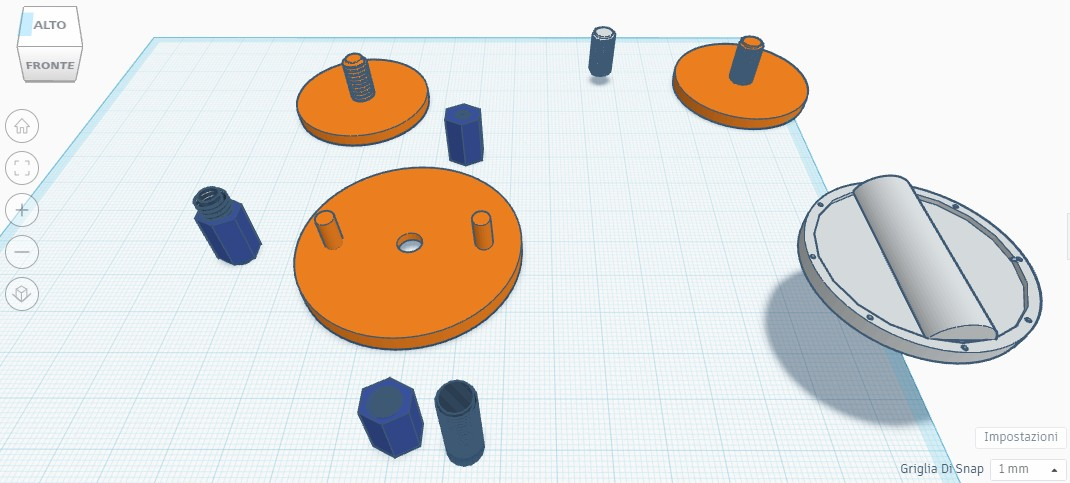 ALTO
FRONTE
Impostazioni
Griglia Di Snap 1 mm